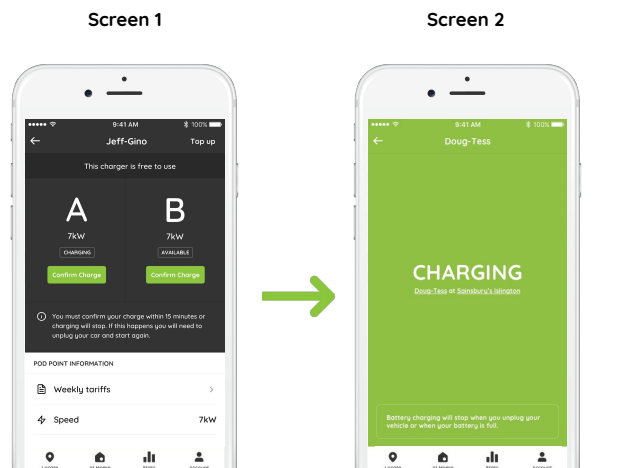 Screen 1
Screen 2
9:41 AM
100%
Jeff-Gino
Top up
This charger is free to use
A
B
7kW
7kW
CHARGING
AVAILABLE
Confirm Charge
Confirm Charge
You must confirm your charge within 15 minutes or
charging will stop. If this happens you will need to
unplug your car and start again.
POD POINT INFORMATION
Weekly tariffs
Speed
7kW
9:41 AM
100%
Doug-Tess
CHARGING
Doug-Tess at Sainsbury's Islington
Battery charging will stop when you unplug your
vehicle or when your battery is full.